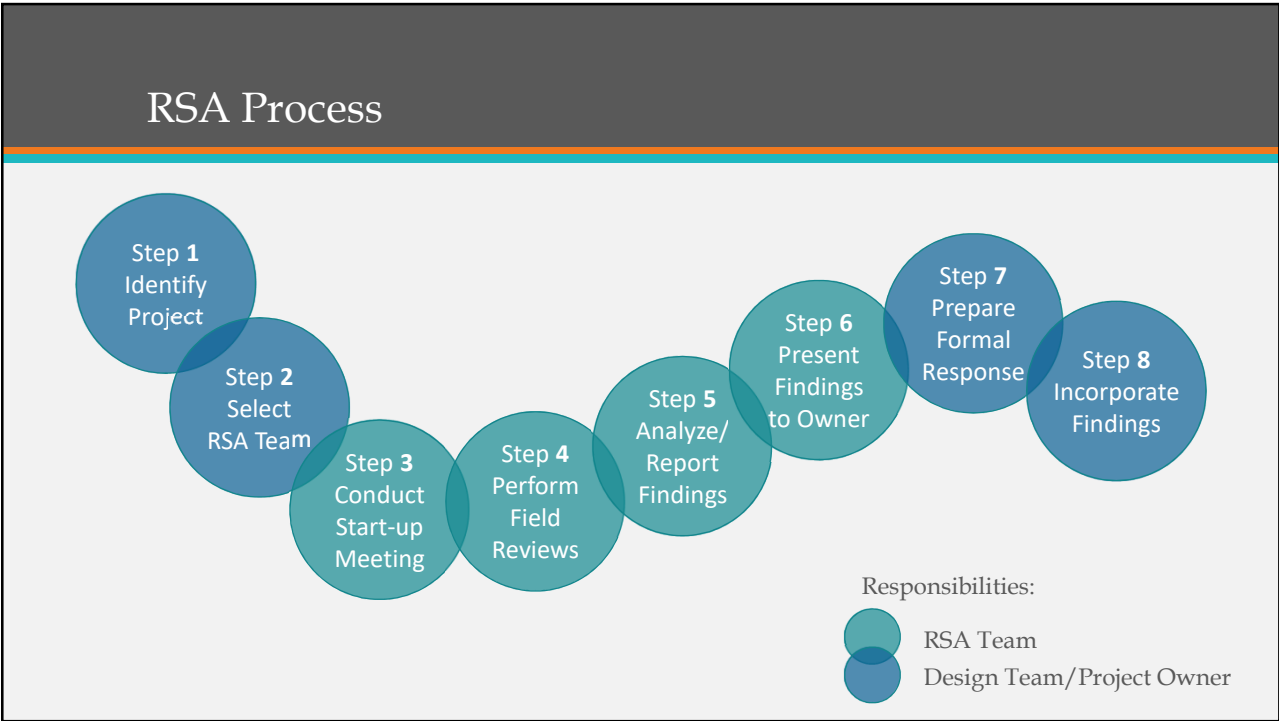 RSA Process
Step 1
Identify
Project
Step 2
Select
RSA Team
Step 3
Conduct
Start-up
Meeting
Step 4
Perform
Field
Reviews
Step 5
Analyze/
Report
Findings
Step 6
Present
Findings
to Owner
Step 7
Prepare
Formal
Response
Step 8
Incorporate
Findings
Responsibilities:
RSA Team
Design Team/Project Owner